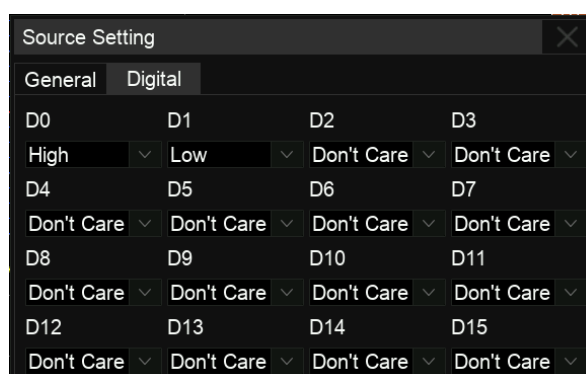 Source Setting
General Digital
D0 D1 D2 D3
High Low Don't Care Don't Care
D4 D5 D6 D7
Don't Care Don't Care Don't Care Don't Care
D8 D9 D10 D11
Don't Care Don't Care Don't Care Don't Care
D12 D13 D14 D15
Don't Care Don't Care Don't Care Don't Care